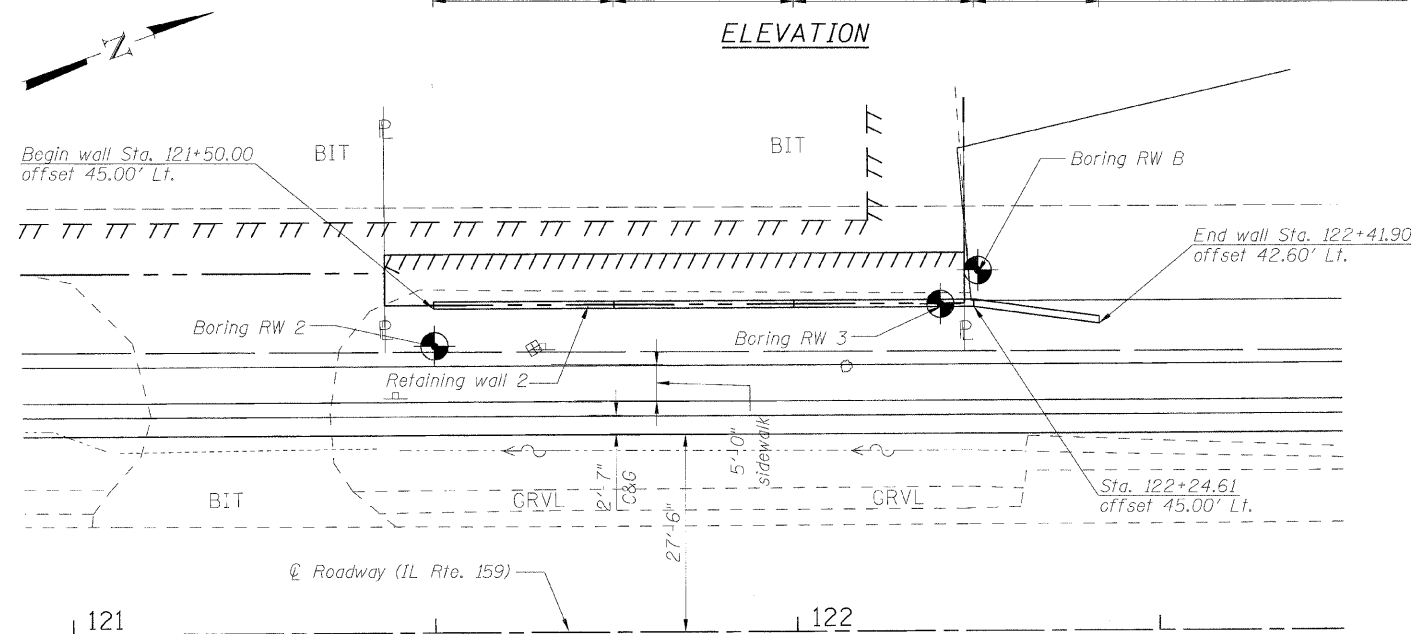 ELEVATION
N
Begin wall Sta. 121+50.00
offset 45.00' Lt.
PL
BIT
BIT
Boring RW B
End wall Sta. 122+41.90
offset 42.60' Lt.
Boring RW 2
PL
Boring RW 3
PL
Retaining wall 2
5'-0"
sidewalk
2'-7"
C&G
27'-6"
BIT
GRVL
GRVL
Sta. 122+24.61
offset 45.00' Lt.
℄ Roadway (IL Rte. 159)
121
122